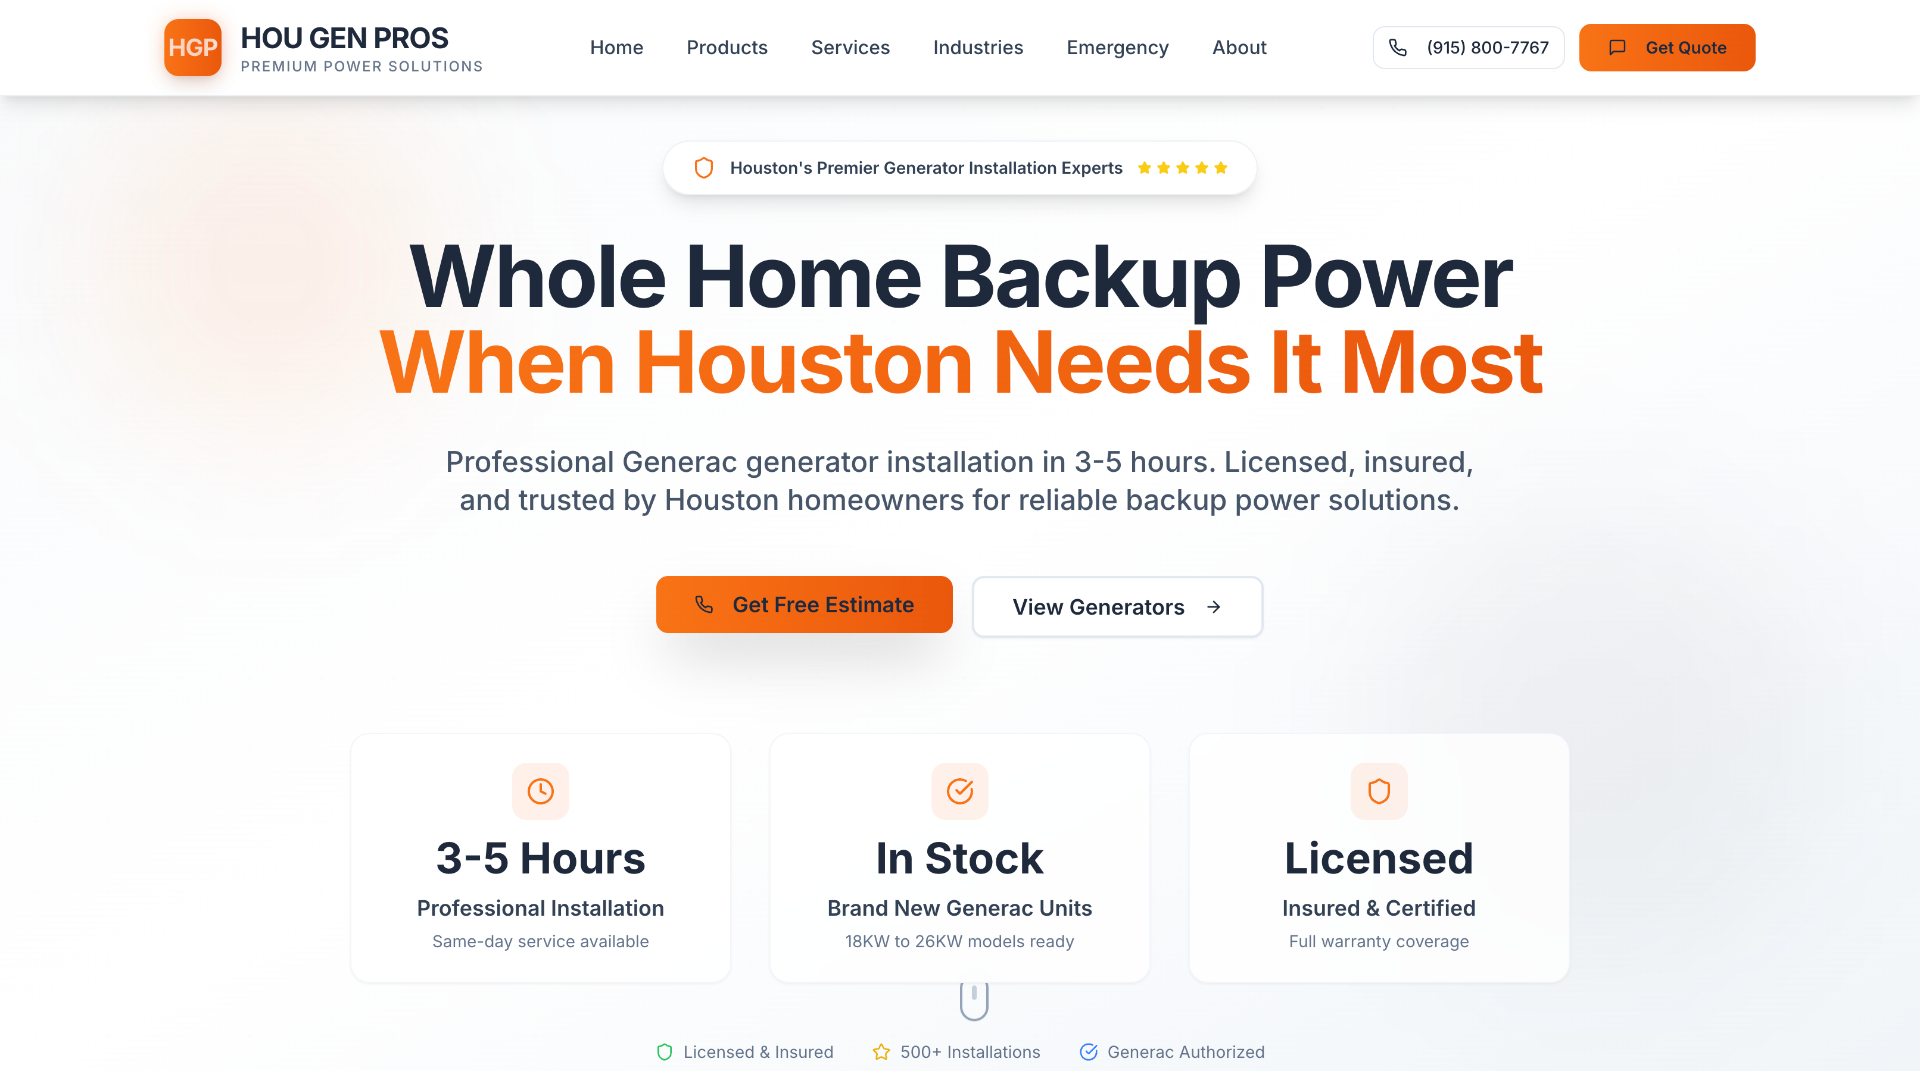 HGP
HOU GEN PROS
PREMIUM POWER SOLUTIONS
Home
Products
Services
Industries
Emergency
About
(915) 800-7767
Get Quote
Houston's Premier Generator Installation Experts
Whole Home Backup Power
When Houston Needs It Most
Professional Generac generator installation in 3-5 hours. Licensed, insured,
and trusted by Houston homeowners for reliable backup power solutions.
Get Free Estimate
View Generators
3-5 Hours
Professional Installation
Same-day service available
In Stock
Brand New Generac Units
18KW to 26KW models ready
Licensed
Insured & Certified
Full warranty coverage
Licensed & Insured
500+ Installations
Generac Authorized